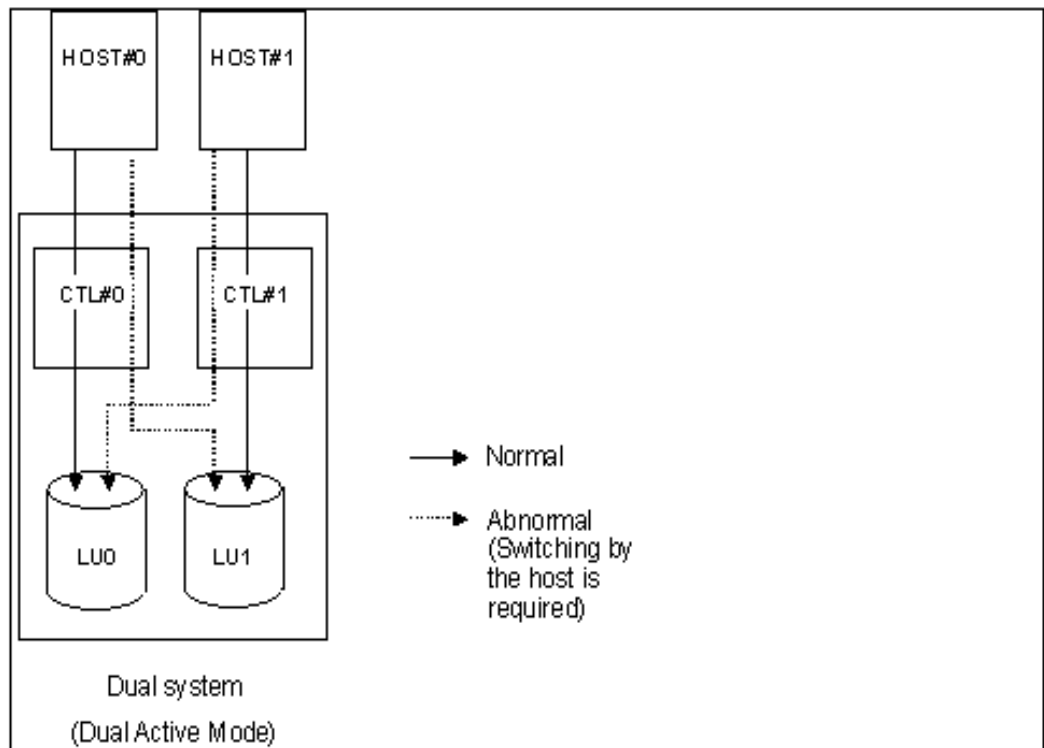 HOST#0
HOST#1
CTL#0
CTL#1
LU0
LU1
Normal
Abnormal
(Switching by
the host is
required)
Dual system
(Dual Active Mode)